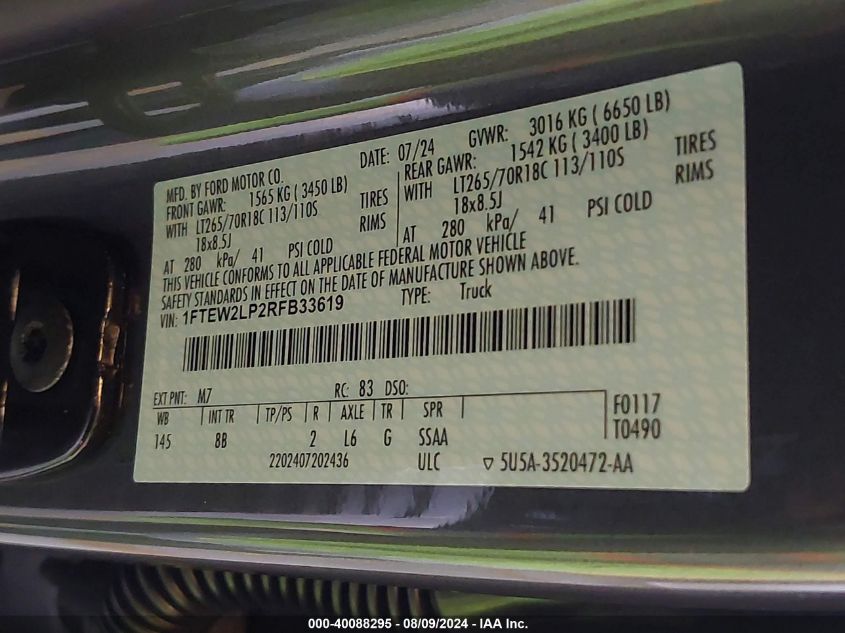 MFD. BY FORD MOTOR CO.
DATE: 07/24 GVWR: 3016 KG ( 6650 LB)
FRONT GAWR: 1565 KG ( 3450 LB)
WITH LT265/70R18C 113/110S TIRES
18x8.5J RIMS
AT 280 kPa/ 41 PSI COLD
REAR GAWR: 1542 KG ( 3400 LB)
WITH LT265/70R18C 113/110S TIRES
18x8.5J RIMS
AT 280 kPa/ 41 PSI COLD
THIS VEHICLE CONFORMS TO ALL APPLICABLE FEDERAL MOTOR VEHICLE
SAFETY STANDARDS IN EFFECT ON THE DATE OF MANUFACTURE SHOWN ABOVE.
VIN: 1FTEW2LP2RFB33619 TYPE: Truck
EXT PNT: M7 RC: 83 DSO:
WB INT TR TP/PS R AXLE TR SPR F0117
145 8B 2 L6 G SSAA T0490
2202407202436 ULC ▽ 5U5A-3520472-AA
000-40088295 - 08/09/2024 - IAA Inc.